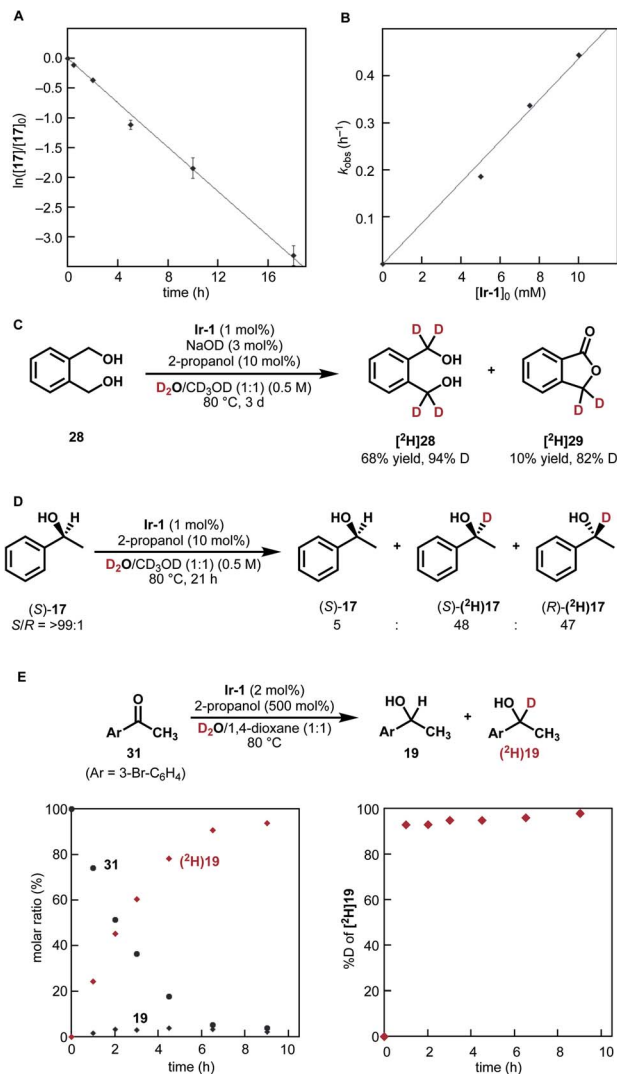 A
B
ln([17]/[17]₀)
0.0
−0.5
−1.0
−1.5
−2.0
−2.5
−3.0
0 4 8 12 16
time (h)
k_obs (h⁻¹)
0.4
0.3
0.2
0.1
0 2 4 6 8 10
[Ir-1]₀ (mM)
C
OH
OH
28
Ir-1 (1 mol%)
NaOD (3 mol%)
2-propanol (10 mol%)
D₂O/CD₃OD (1:1) (0.5 M)
80 °C, 3 d
D D
OH
OH
D D
[²H]28
68% yield, 94% D
+
O
O
D D
[²H]29
10% yield, 82% D
D
HO H
(S)-17
S/R = >99:1
Ir-1 (1 mol%)
2-propanol (10 mol%)
D₂O/CD₃OD (1:1) (0.5 M)
80 °C, 21 h
HO H + HO D + HO D
(S)-17 (S)-(²H)17 (R)-(²H)17
5 : 48 : 47
E
O
Ar CH₃
31
(Ar = 3-Br-C₆H₄)
Ir-1 (2 mol%)
2-propanol (500 mol%)
D₂O/1,4-dioxane (1:1)
80 °C
HO H
Ar CH₃
19
+
HO D
Ar CH₃
(²H)19
molar ratio (%)
100
80
60
40
20
0
31
(²H)19
19
0 2 4 6 8 10
time (h)
%D of [²H]19
100
80
60
40
20
0
0 2 4 6 8 10
time (h)